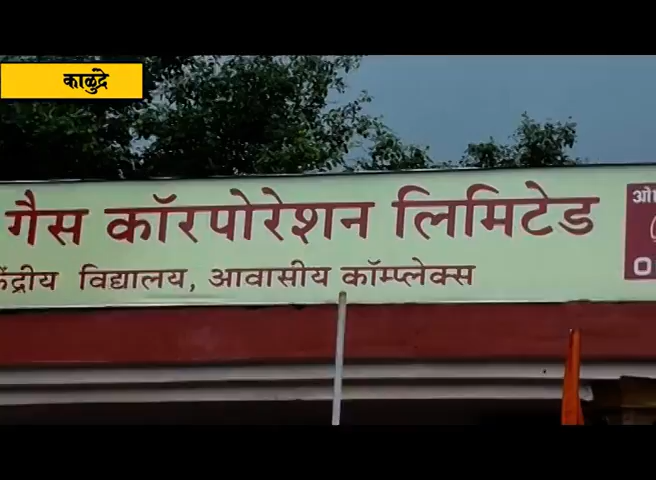 काळुंद्रे
गैस कॉरपोरेशन लिमिटेड
केंद्रीय विद्यालय, आवासीय कॉम्प्लेक्स